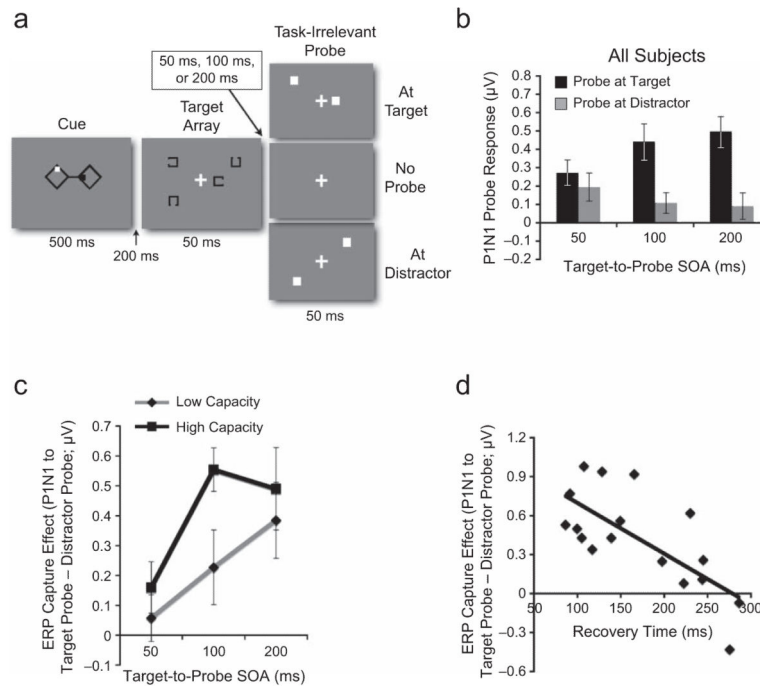 a
Task-Irrelevant
Probe
50 ms, 100 ms,
or 200 ms
Cue
Target
Array
At
Target
No
Probe
At
Distractor
500 ms
200 ms
50 ms
50 ms
b
All Subjects
Probe at Target
Probe at Distractor
P1N1 Probe Response (µV)
0.8
0.7
0.6
0.5
0.4
0.3
0.2
0.1
0
–0.1
–0.2
50
100
200
Target-to-Probe SOA (ms)
c
Low Capacity
High Capacity
ERP Capture Effect (P1N1 to
Target Probe – Distractor Probe; µV)
0.7
0.6
0.5
0.4
0.3
0.2
0.1
0
–0.1
50
100
200
Target-to-Probe SOA (ms)
d
ERP Capture Effect (P1N1 to
Target Probe – Distractor Probe; µV)
1.2
0.9
0.6
0.3
0.0
–0.3
–0.6
50
100
150
200
250
300
Recovery Time (ms)